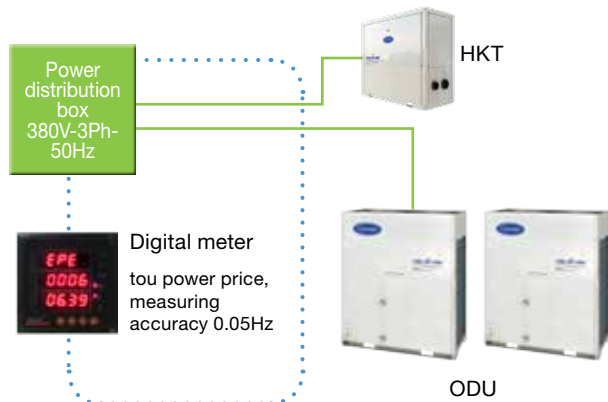 Power
distribution
box
380V-3Ph-
50Hz
HKT
Digital meter
tou power price,
measuring
accuracy 0.05Hz
EPE
0006
0639
ODU